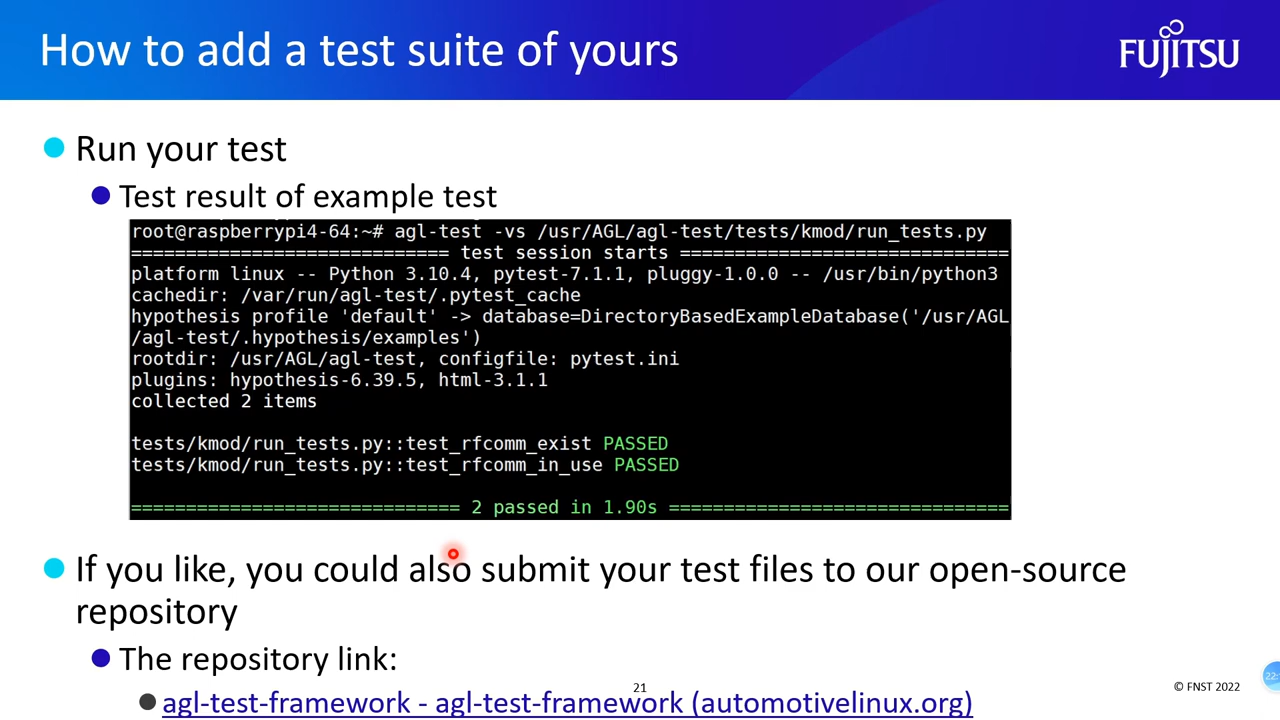 How to add a test suite of yours
FUJITSU
Run your test
Test result of example test
root@raspberrypi4-64:~# agl-test -vs /usr/AGL/agl-test/tests/kmod/run_tests.py
============================= test session starts ==============================
platform linux -- Python 3.10.4, pytest-7.1.1, pluggy-1.0.0 -- /usr/bin/python3
cachedir: /var/run/agl-test/.pytest_cache
hypothesis profile 'default' -> database=DirectoryBasedExampleDatabase('/usr/AGL
/agl-test/.hypothesis/examples')
rootdir: /usr/AGL/agl-test, configfile: pytest.ini
plugins: hypothesis-6.39.5, html-3.1.1
collected 2 items
tests/kmod/run_tests.py::test_rfcomm_exist PASSED
tests/kmod/run_tests.py::test_rfcomm_in_use PASSED
============================== 2 passed in 1.90s ===============================
If you like, you could also submit your test files to our open-source
repository
The repository link:
agl-test-framework - agl-test-framework (automotivelinux.org)
21
© FNST 2022